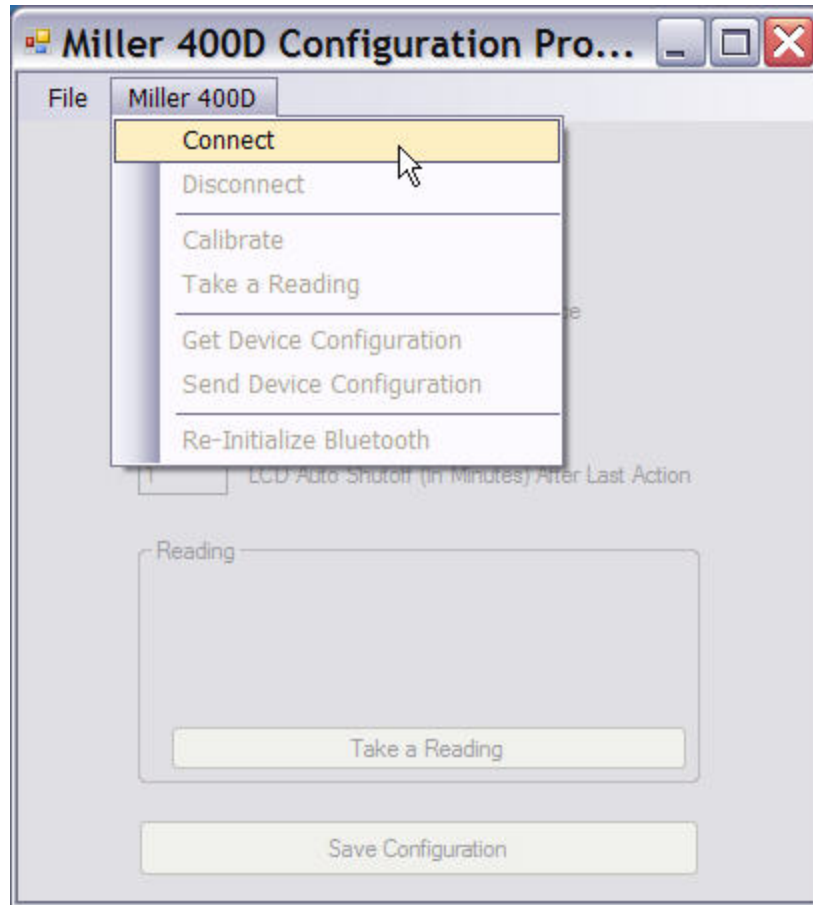 Miller 400D Configuration Pro...
File Miller 400D
Connect
Disconnect
Calibrate
Take a Reading
Get Device Configuration
Send Device Configuration
Re-Initialize Bluetooth
1 LCD Auto Shutoff (In Minutes) After Last Action
Reading
Take a Reading
Save Configuration